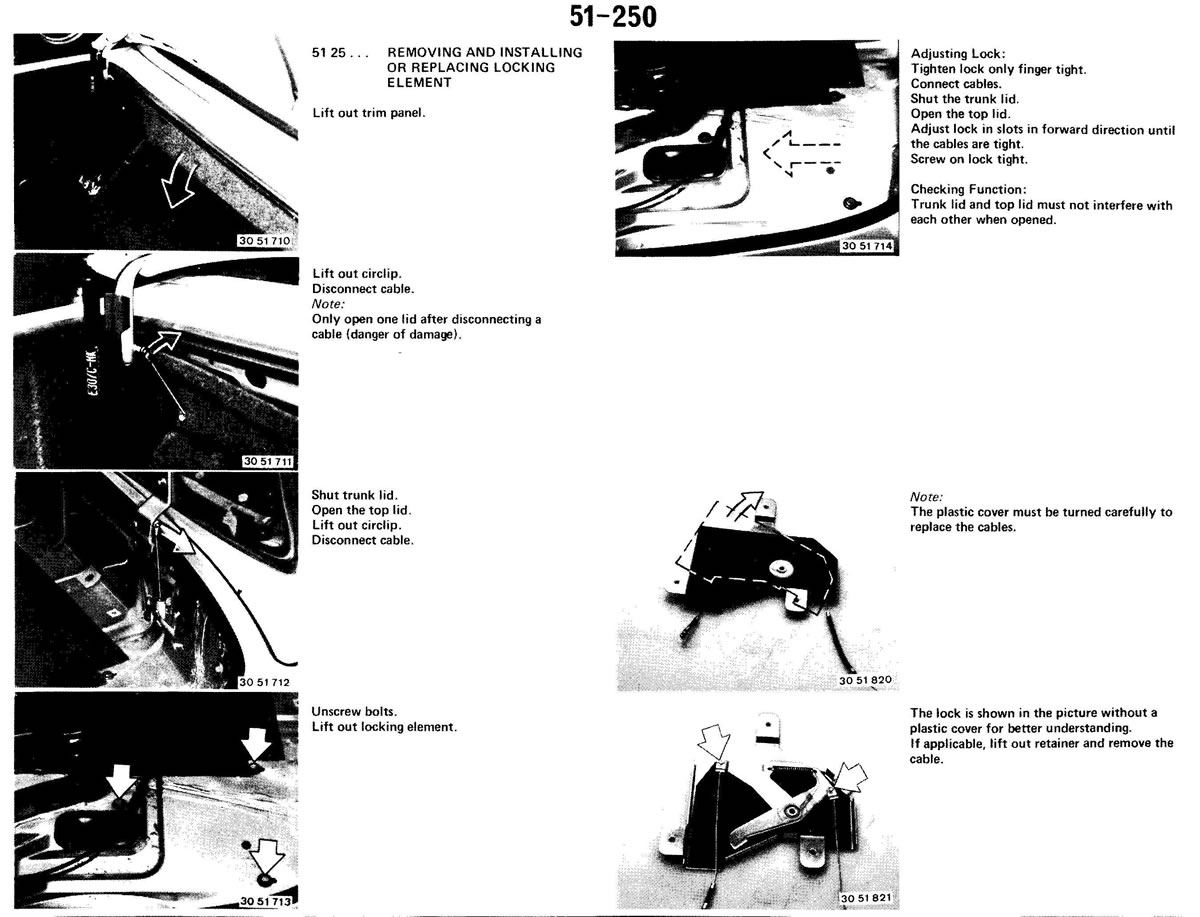 51-250
51 25 . . . REMOVING AND INSTALLING
OR REPLACING LOCKING
ELEMENT
Lift out trim panel.
30 51 710
Lift out circlip.
Disconnect cable.
Note:
Only open one lid after disconnecting a
cable (danger of damage).
E30/C-HK
30 51 711
Shut trunk lid.
Open the top lid.
Lift out circlip.
Disconnect cable.
30 51 712
Unscrew bolts.
Lift out locking element.
30 51 713
Adjusting Lock:
Tighten lock only finger tight.
Connect cables.
Shut the trunk lid.
Open the top lid.
Adjust lock in slots in forward direction until
the cables are tight.
Screw on lock tight.
Checking Function:
Trunk lid and top lid must not interfere with
each other when opened.
30 51 714
Note:
The plastic cover must be turned carefully to
replace the cables.
30 51 820
The lock is shown in the picture without a
plastic cover for better understanding.
If applicable, lift out retainer and remove the
cable.
30 51 821